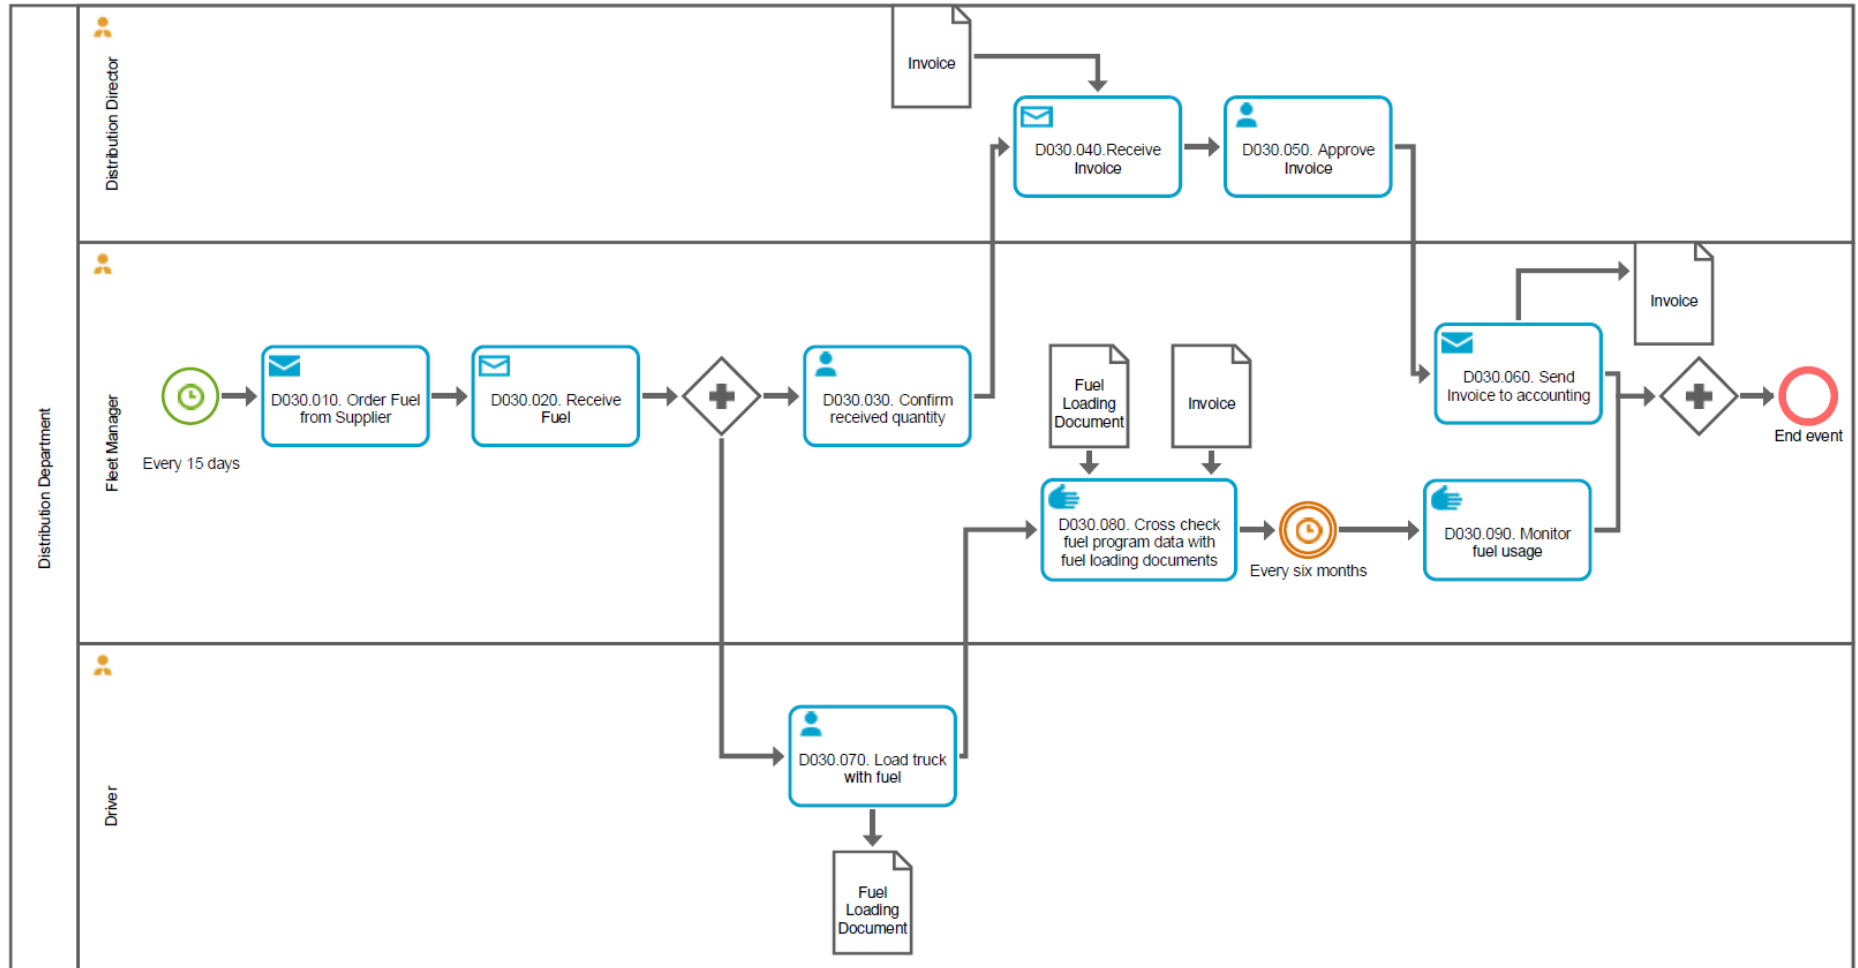 Distribution Department
Distribution Director
Invoice
D030.040.Receive
Invoice
D030.050. Approve
Invoice
Fleet Manager
Every 15 days
D030.010. Order Fuel
from Supplier
D030.020. Receive
Fuel
D030.030. Confirm
received quantity
Fuel
Loading
Document
Invoice
D030.080. Cross check
fuel program data with
fuel loading documents
Every six months
D030.060. Send
Invoice to accounting
Invoice
D030.090. Monitor
fuel usage
End event
Driver
D030.070. Load truck
with fuel
Fuel
Loading
Document